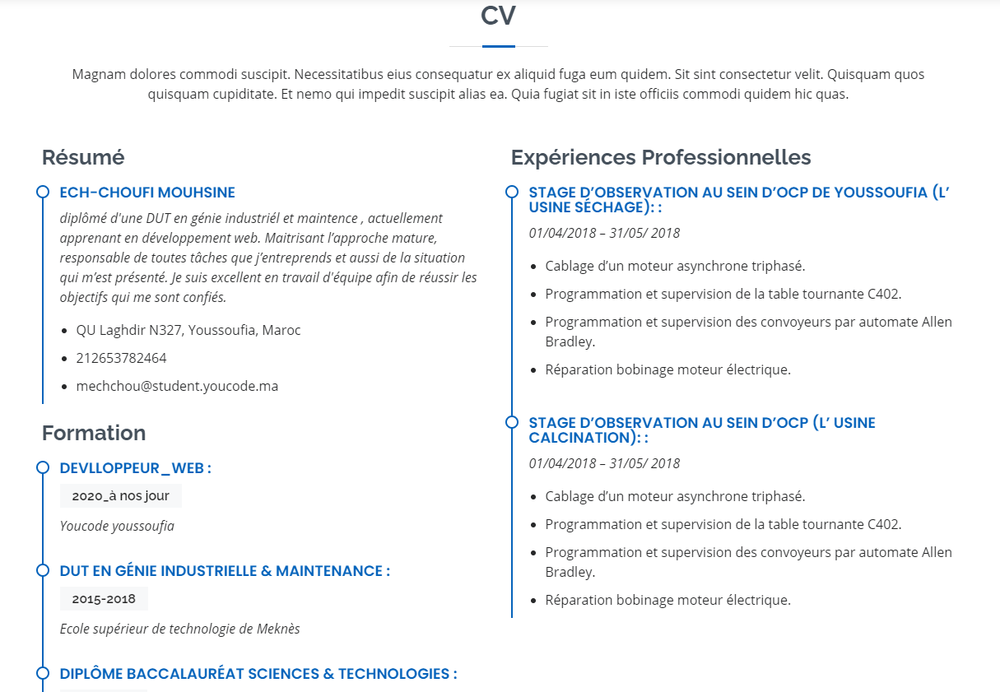 CV
Magnam dolores commodi suscipit. Necessitatibus eius consequatur ex aliquid fuga eum quidem. Sit sint consectetur velit. Quisquam quos
quisquam cupiditate. Et nemo qui impedit suscipit alias ea. Quia fugiat sit in iste officiis commodi quidem hic quas.
Résumé
ECH-CHOUFI MOUHSINE
diplômé d'une DUT en génie industriél et maintence , actuellement
apprenant en développement web. Maitrisant l’approche mature,
responsable de toutes tâches que j’entreprends et aussi de la situation
qui m’est présenté. Je suis excellent en travail d'équipe afin de réussir les
objectifs qui me sont confiés.
QU Laghdir N327, Youssoufia, Maroc
212653782464
mechchou@student.youcode.ma
Formation
DEVLLOPPEUR_WEB :
2020_à nos jour
Youcode youssoufia
DUT EN GÉNIE INDUSTRIELLE & MAINTENANCE :
2015-2018
Ecole supérieur de technologie de Meknès
DIPLÔME BACCALAURÉAT SCIENCES & TECHNOLOGIES :
Expériences Professionnelles
STAGE D’OBSERVATION AU SEIN D’OCP DE YOUSSOUFIA (L’
USINE SÉCHAGE): :
01/04/2018 – 31/05/ 2018
Cablage d’un moteur asynchrone triphasé.
Programmation et supervision de la table tournante C402.
Programmation et supervision des convoyeurs par automate Allen
Bradley.
Réparation bobinage moteur électrique.
STAGE D’OBSERVATION AU SEIN D’OCP (L’ USINE
CALCINATION): :
01/04/2018 – 31/05/ 2018
Cablage d’un moteur asynchrone triphasé.
Programmation et supervision de la table tournante C402.
Programmation et supervision des convoyeurs par automate Allen
Bradley.
Réparation bobinage moteur électrique.